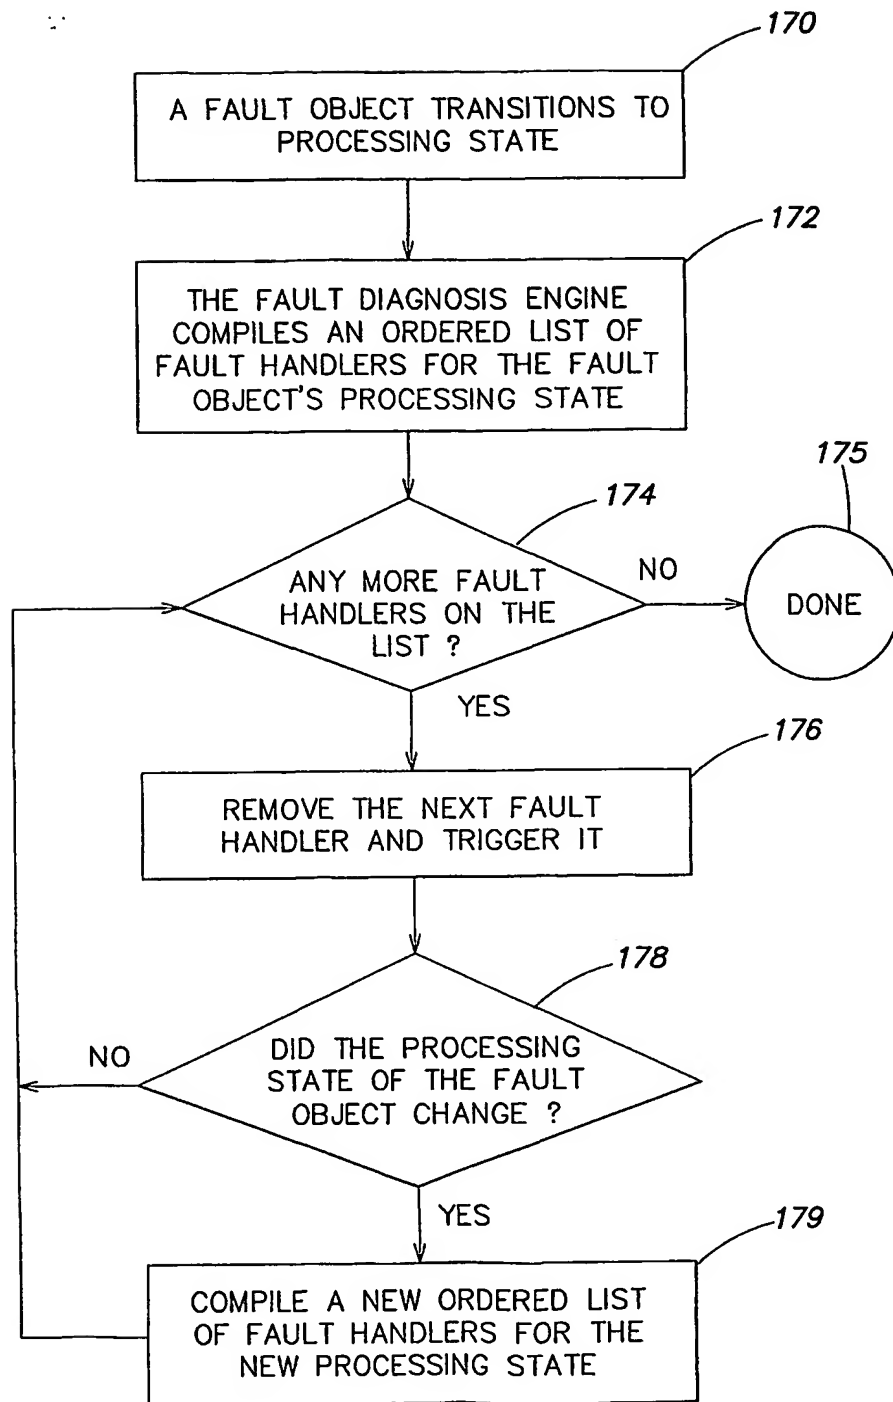 170
A FAULT OBJECT TRANSITIONS TO
PROCESSING STATE
172
THE FAULT DIAGNOSIS ENGINE
COMPILES AN ORDERED LIST OF
FAULT HANDLERS FOR THE FAULT
OBJECT'S PROCESSING STATE
174
175
ANY MORE FAULT
HANDLERS ON THE
LIST ?
NO
DONE
YES
176
REMOVE THE NEXT FAULT
HANDLER AND TRIGGER IT
178
DID THE PROCESSING
STATE OF THE FAULT
OBJECT CHANGE ?
NO
YES
179
COMPILE A NEW ORDERED LIST
OF FAULT HANDLERS FOR THE
NEW PROCESSING STATE